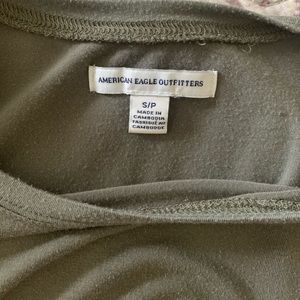 AMERICAN EAGLE OUTFITTERS
S/P
MADE IN
CAMBODIA
FABRIQUÉ AU
CAMBODGE